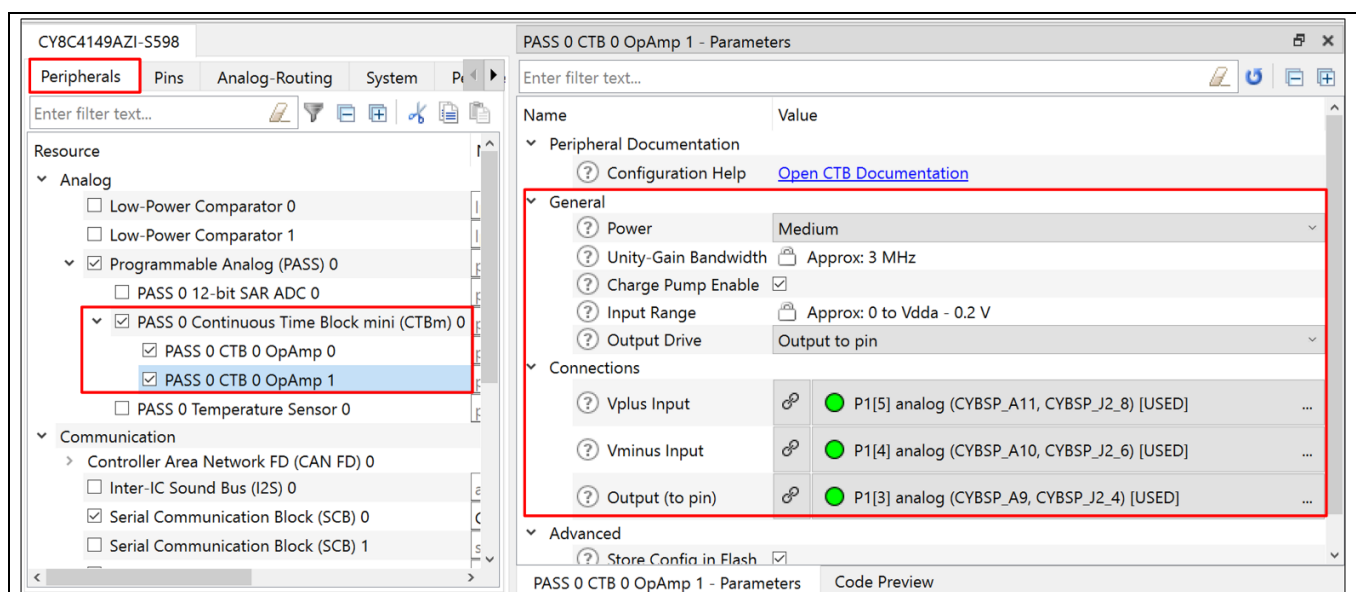 CY8C4149AZI-S598
Peripherals Pins Analog-Routing System
Enter filter text...
Resource
Analog
Low-Power Comparator 0
Low-Power Comparator 1
Programmable Analog (PASS) 0
PASS 0 12-bit SAR ADC 0
PASS 0 Continuous Time Block mini (CTBm) 0
PASS 0 CTB 0 OpAmp 0
PASS 0 CTB 0 OpAmp 1
PASS 0 Temperature Sensor 0
Communication
Controller Area Network FD (CAN FD) 0
Inter-IC Sound Bus (I2S) 0
Serial Communication Block (SCB) 0
Serial Communication Block (SCB) 1
PASS 0 CTB 0 OpAmp 1 - Parameters
Enter filter text...
Name Value
Peripheral Documentation
Configuration Help Open CTB Documentation
General
Power Medium
Unity-Gain Bandwidth Approx: 3 MHz
Charge Pump Enable
Input Range Approx: 0 to Vdda - 0.2 V
Output Drive Output to pin
Connections
Vplus Input P1[5] analog (CYBSP_A11, CYBSP_J2_8) [USED] ...
Vminus Input P1[4] analog (CYBSP_A10, CYBSP_J2_6) [USED] ...
Output (to pin) P1[3] analog (CYBSP_A9, CYBSP_J2_4) [USED] ...
Advanced
Store Config in Flash
PASS 0 CTB 0 OpAmp 1 - Parameters Code Preview